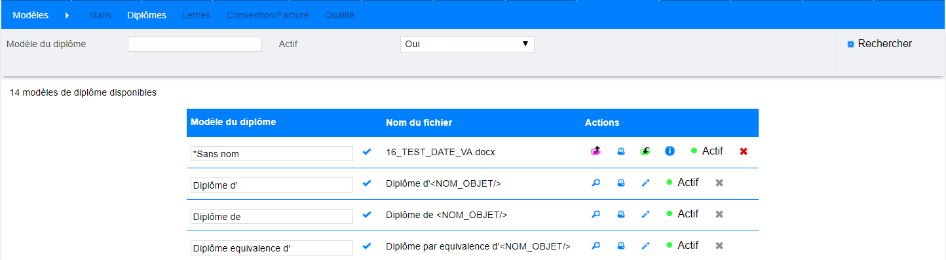 Modèles Mails Diplômes Lettres Convention/Facture Qualité
Modèle du diplôme Actif Oui Rechercher
14 modèles de diplôme disponibles
Modèle du diplôme Nom du fichier Actions
*Sans nom 16_TEST_DATE_VA.docx Actif
Diplôme d' Diplôme d'<NOM_OBJET/> Actif
Diplôme de Diplôme de <NOM_OBJET/> Actif
Diplôme equivalence d' Diplôme par equivalence d'<NOM_OBJET/> Actif